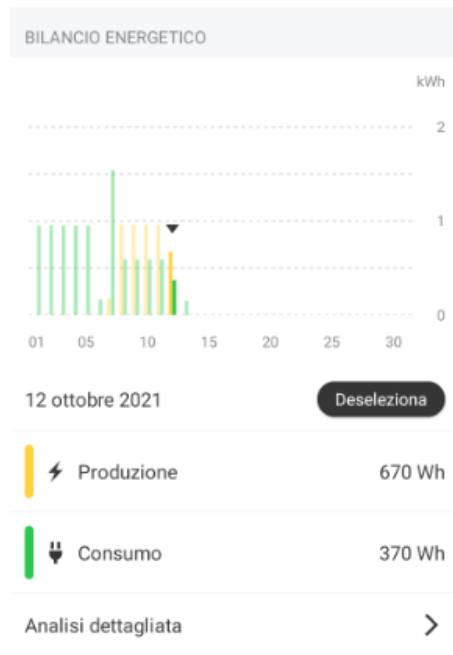 BILANCIO ENERGETICO
kWh
2
1
0
01 05 10 15 20 25 30
12 ottobre 2021 Deseleziona
Produzione 670 Wh
Consumo 370 Wh
Analisi dettagliata